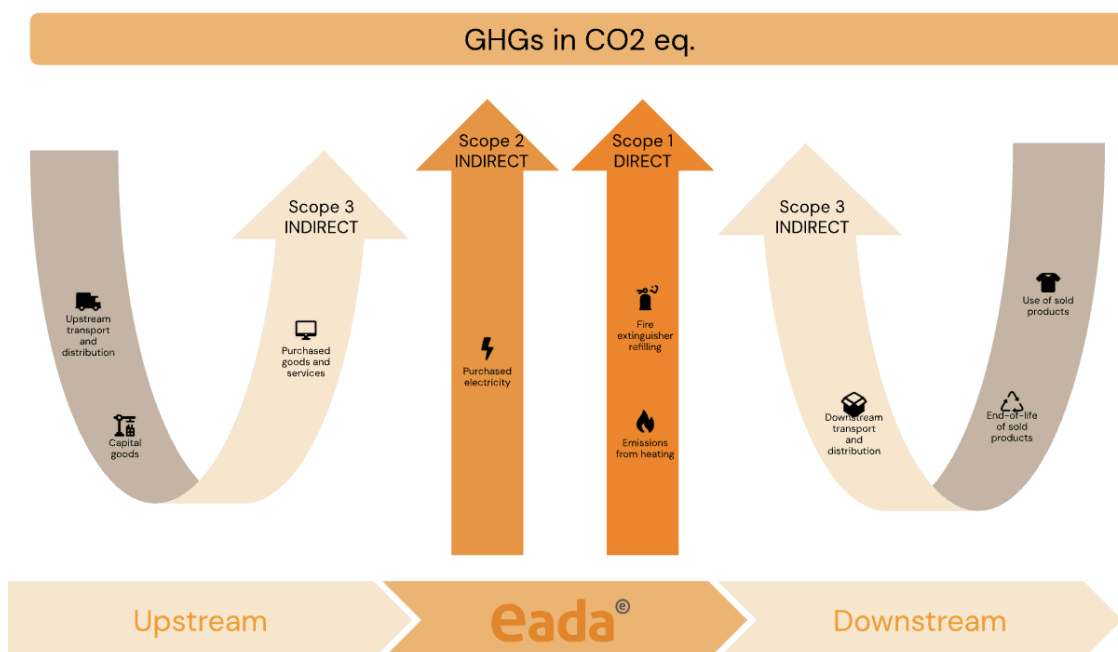 GHGs in CO2 eq.
Scope 3
INDIRECT
Upstream
transport
and
distribution
Capital
goods
Purchased
goods and
services
Scope 2
INDIRECT
Purchased
electricity
Scope 1
DIRECT
Fire
extinguisher
refilling
Emissions
from heating
Scope 3
INDIRECT
Downstream
transport
and
distribution
Use of sold
products
End-of-life
of sold
products
Upstream
eada e
Downstream